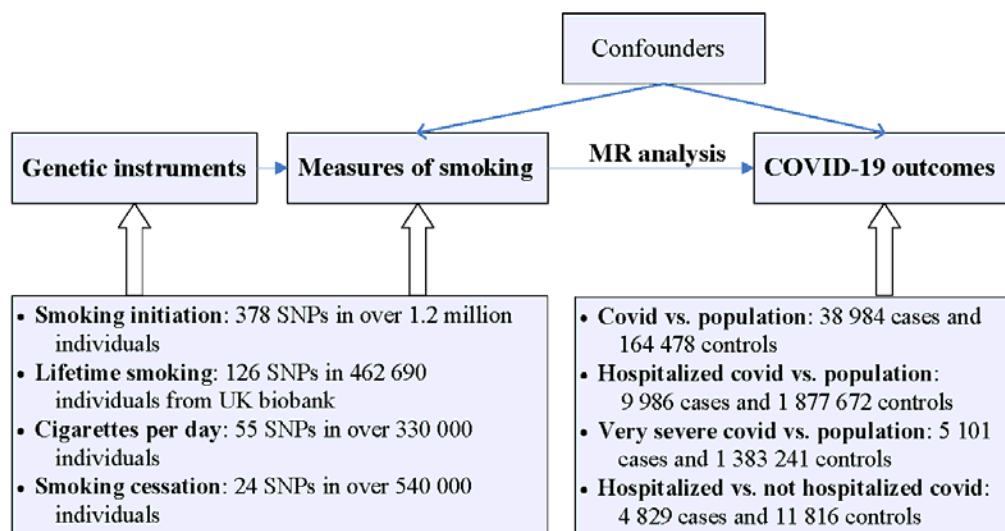 Confounders
Genetic instruments
Measures of smoking
MR analysis
COVID-19 outcomes
• Smoking initiation: 378 SNPs in over 1.2 million
individuals
• Lifetime smoking: 126 SNPs in 462 690
individuals from UK biobank
• Cigarettes per day: 55 SNPs in over 330 000
individuals
• Smoking cessation: 24 SNPs in over 540 000
individuals
• Covid vs. population: 38 984 cases and
164 478 controls
• Hospitalized covid vs. population:
9 986 cases and 1 877 672 controls
• Very severe covid vs. population: 5 101
cases and 1 383 241 controls
• Hospitalized vs. not hospitalized covid:
4 829 cases and 11 816 controls